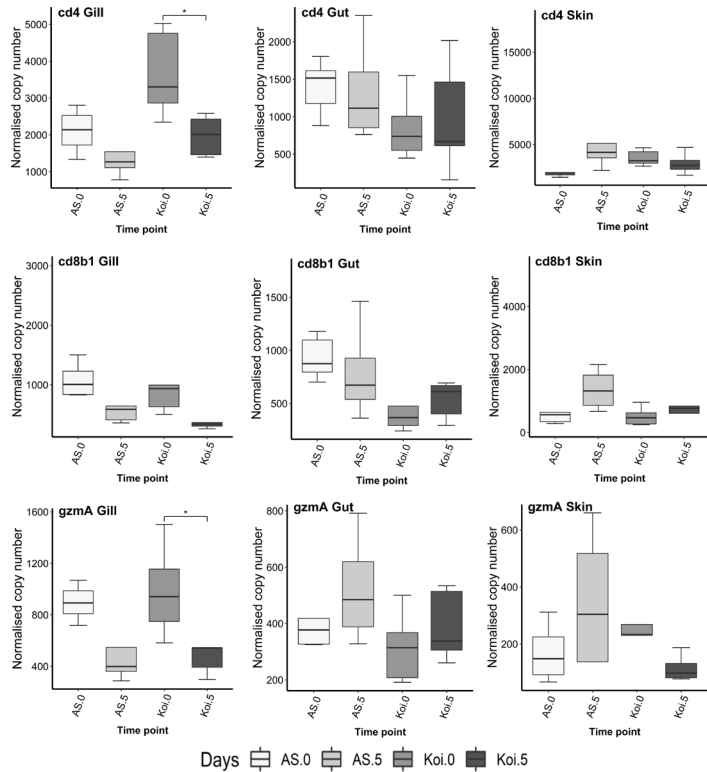 cd4 Gill
Normalised copy number
5000
4000
3000
2000
1000
*
AS.0
AS.5
Koi.0
Koi.5
Time point
cd4 Gut
Normalised copy number
2000
1500
1000
500
AS.0
AS.5
Koi.0
Koi.5
Time point
cd4 Skin
Normalised copy number
15000
10000
5000
AS.0
AS.5
Koi.0
Koi.5
Time point
cd8b1 Gill
Normalised copy number
3000
2000
1000
AS.0
AS.5
Koi.0
Koi.5
Time point
cd8b1 Gut
Normalised copy number
1500
1000
500
AS.0
AS.5
Koi.0
Koi.5
Time point
cd8b1 Skin
Normalised copy number
4000
2000
0
AS.0
AS.5
Koi.0
Koi.5
Time point
gzmA Gill
Normalised copy number
1600
1200
800
400
*
AS.0
AS.5
Koi.0
Koi.5
Time point
gzmA Gut
Normalised copy number
800
600
400
200
AS.0
AS.5
Koi.0
Koi.5
Time point
gzmA Skin
Normalised copy number
600
400
200
AS.0
AS.5
Koi.0
Koi.5
Time point
Days AS.0 AS.5 Koi.0 Koi.5